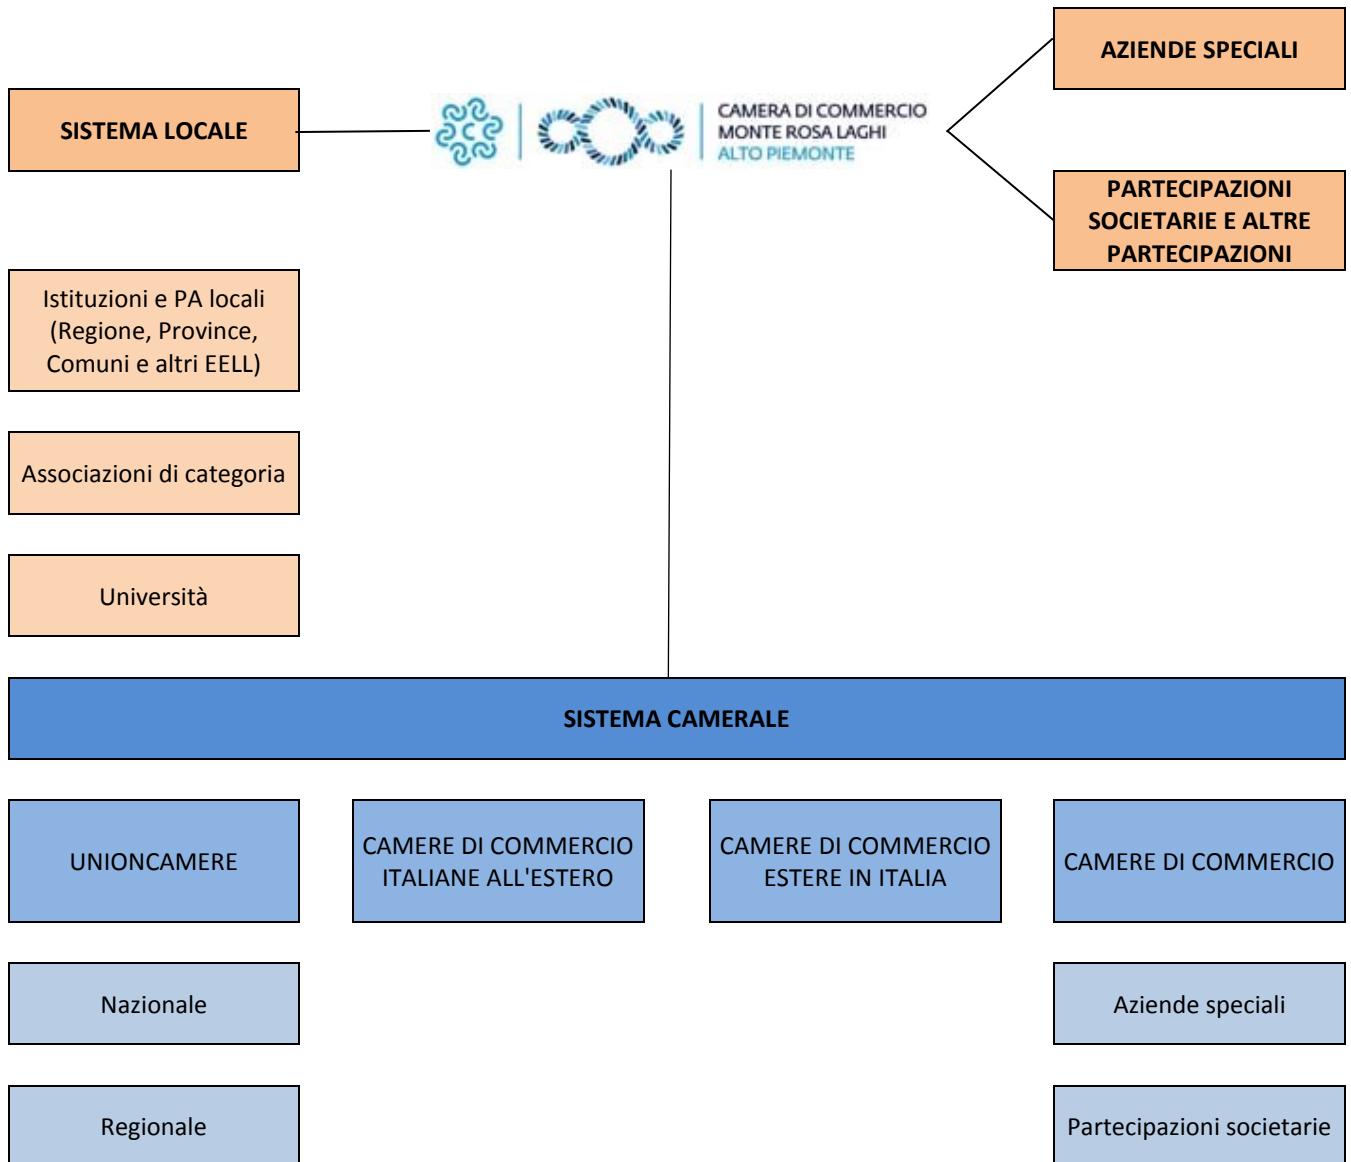 AZIENDE SPECIALI
SISTEMA LOCALE
CAMERA DI COMMERCIO
MONTE ROSA LAGHI
ALTO PIEMONTE
PARTECIPAZIONI
SOCIETARIE E ALTRE
PARTECIPAZIONI
Istituzioni e PA locali
(Regione, Province,
Comuni e altri EELL)
Associazioni di categoria
Università
SISTEMA CAMERALE
UNIONCAMERE
CAMERE DI COMMERCIO
ITALIANE ALL'ESTERO
CAMERE DI COMMERCIO
ESTERE IN ITALIA
CAMERE DI COMMERCIO
Nazionale
Aziende speciali
Regionale
Partecipazioni societarie